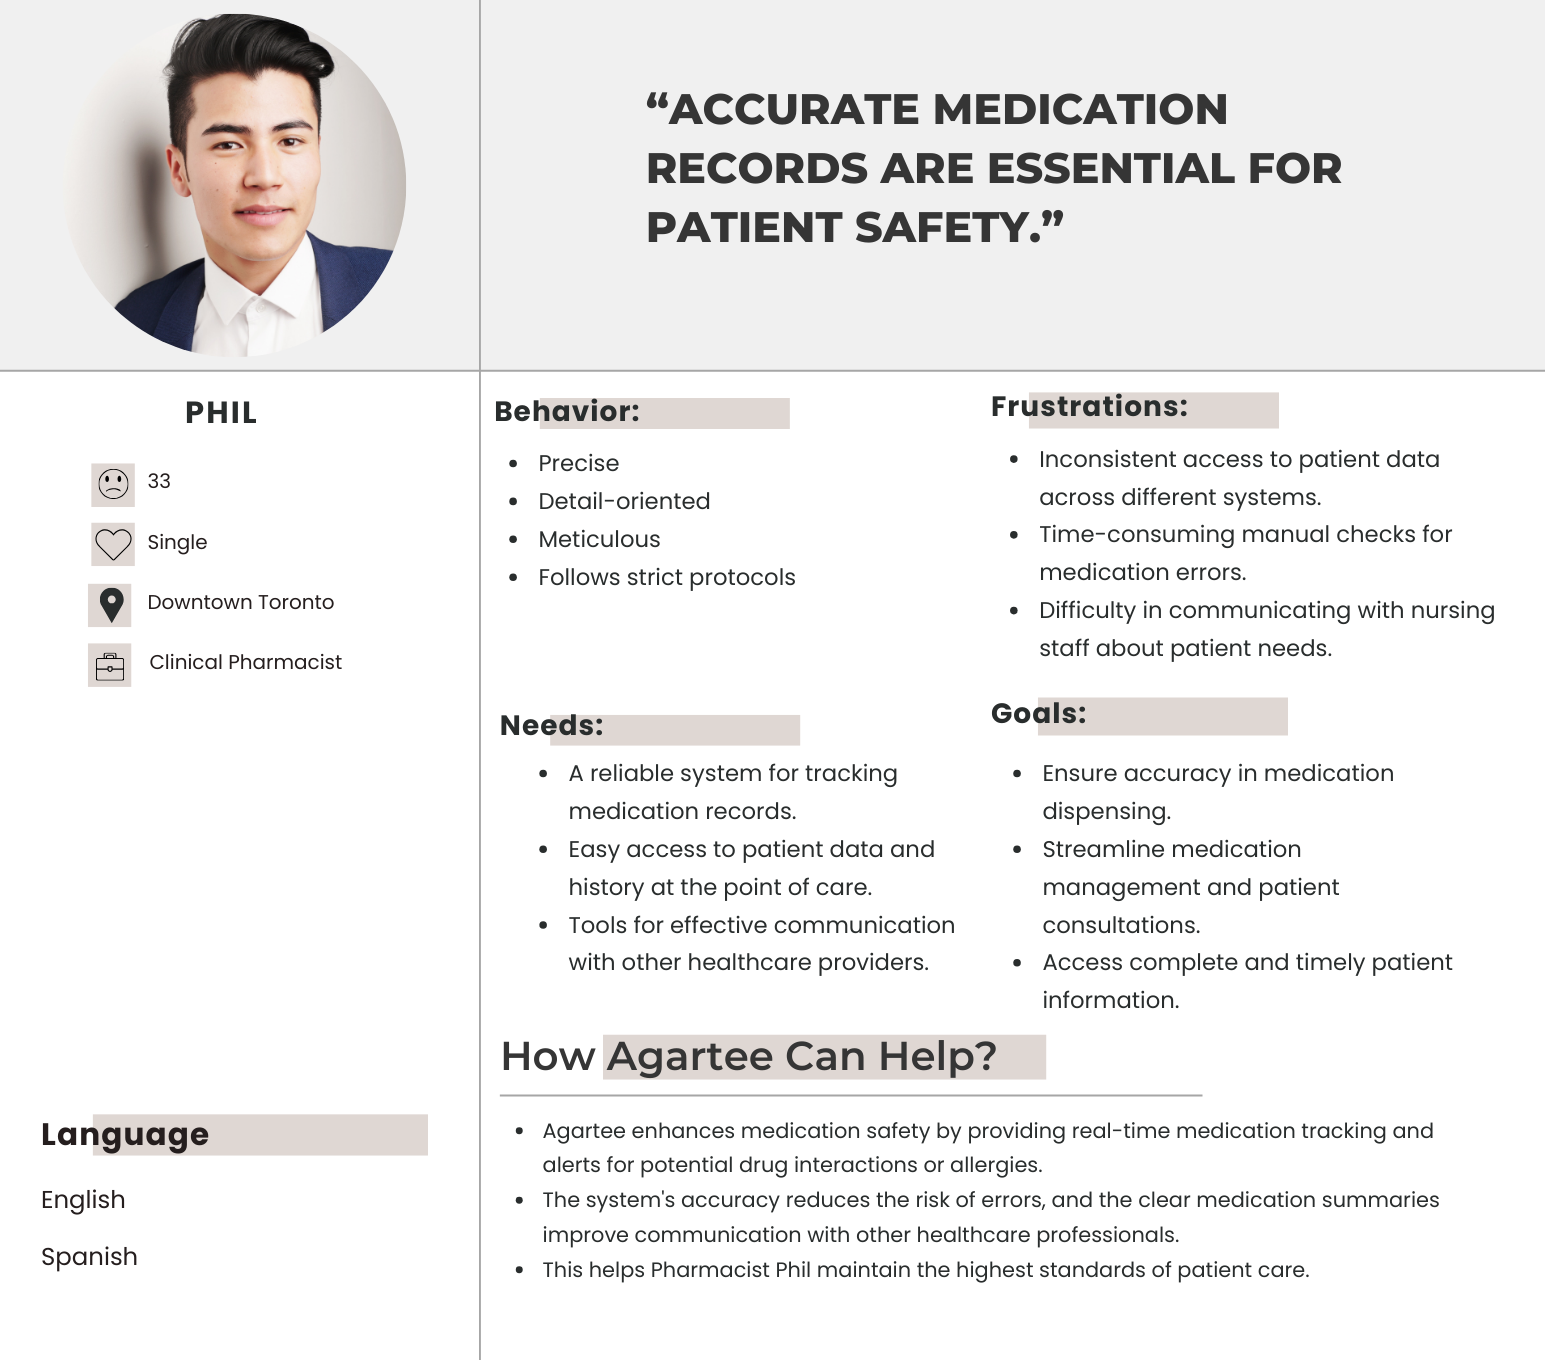 “ACCURATE MEDICATION
RECORDS ARE ESSENTIAL FOR
PATIENT SAFETY.”
PHIL
33
Single
Downtown Toronto
Clinical Pharmacist
Language
English
Spanish
Behavior:
• Precise
• Detail-oriented
• Meticulous
• Follows strict protocols
Frustrations:
• Inconsistent access to patient data
across different systems.
• Time-consuming manual checks for
medication errors.
• Difficulty in communicating with nursing
staff about patient needs.
Needs:
• A reliable system for tracking
medication records.
• Easy access to patient data and
history at the point of care.
• Tools for effective communication
with other healthcare providers.
Goals:
• Ensure accuracy in medication
dispensing.
• Streamline medication
management and patient
consultations.
• Access complete and timely patient
information.
How Agartee Can Help?
• Agartee enhances medication safety by providing real-time medication tracking and
alerts for potential drug interactions or allergies.
• The system's accuracy reduces the risk of errors, and the clear medication summaries
improve communication with other healthcare professionals.
• This helps Pharmacist Phil maintain the highest standards of patient care.